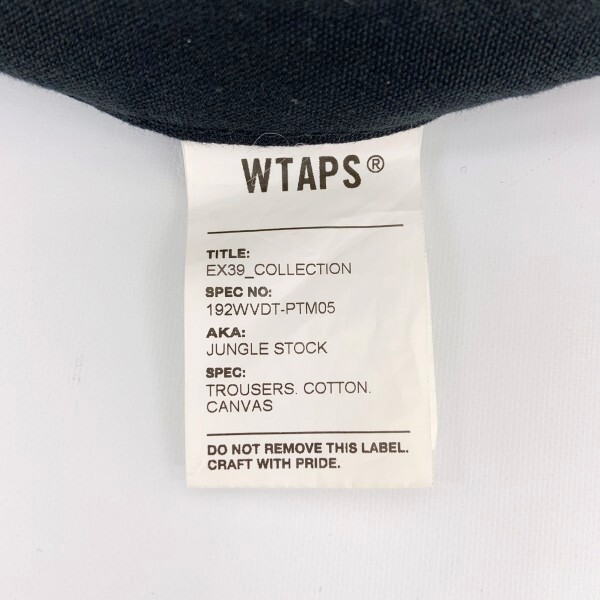 WTAPS®
TITLE:
EX39_COLLECTION
SPEC NO:
192WVDT-PTM05
AKA:
JUNGLE STOCK
SPEC:
TROUSERS. COTTON.
CANVAS
DO NOT REMOVE THIS LABEL.
CRAFT WITH PRIDE.